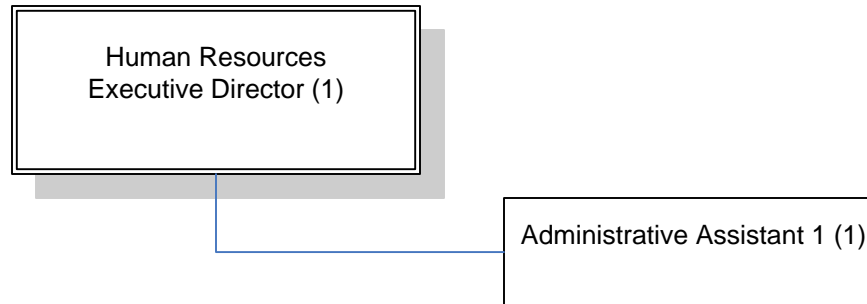 Human Resources
Executive Director (1)
Administrative Assistant 1 (1)